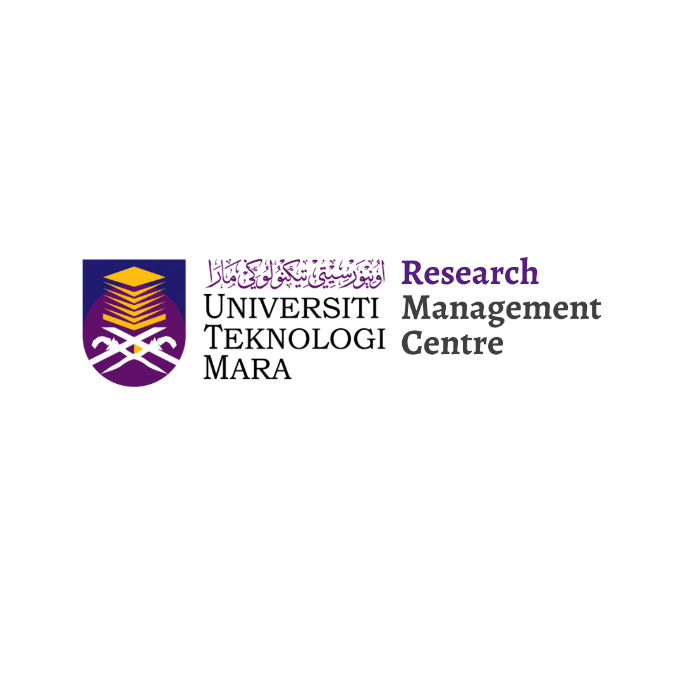 اونيۏرسيتي تيكنولوڬي مارا
UNIVERSITI
TEKNOLOGI
MARA
Research
Management
Centre